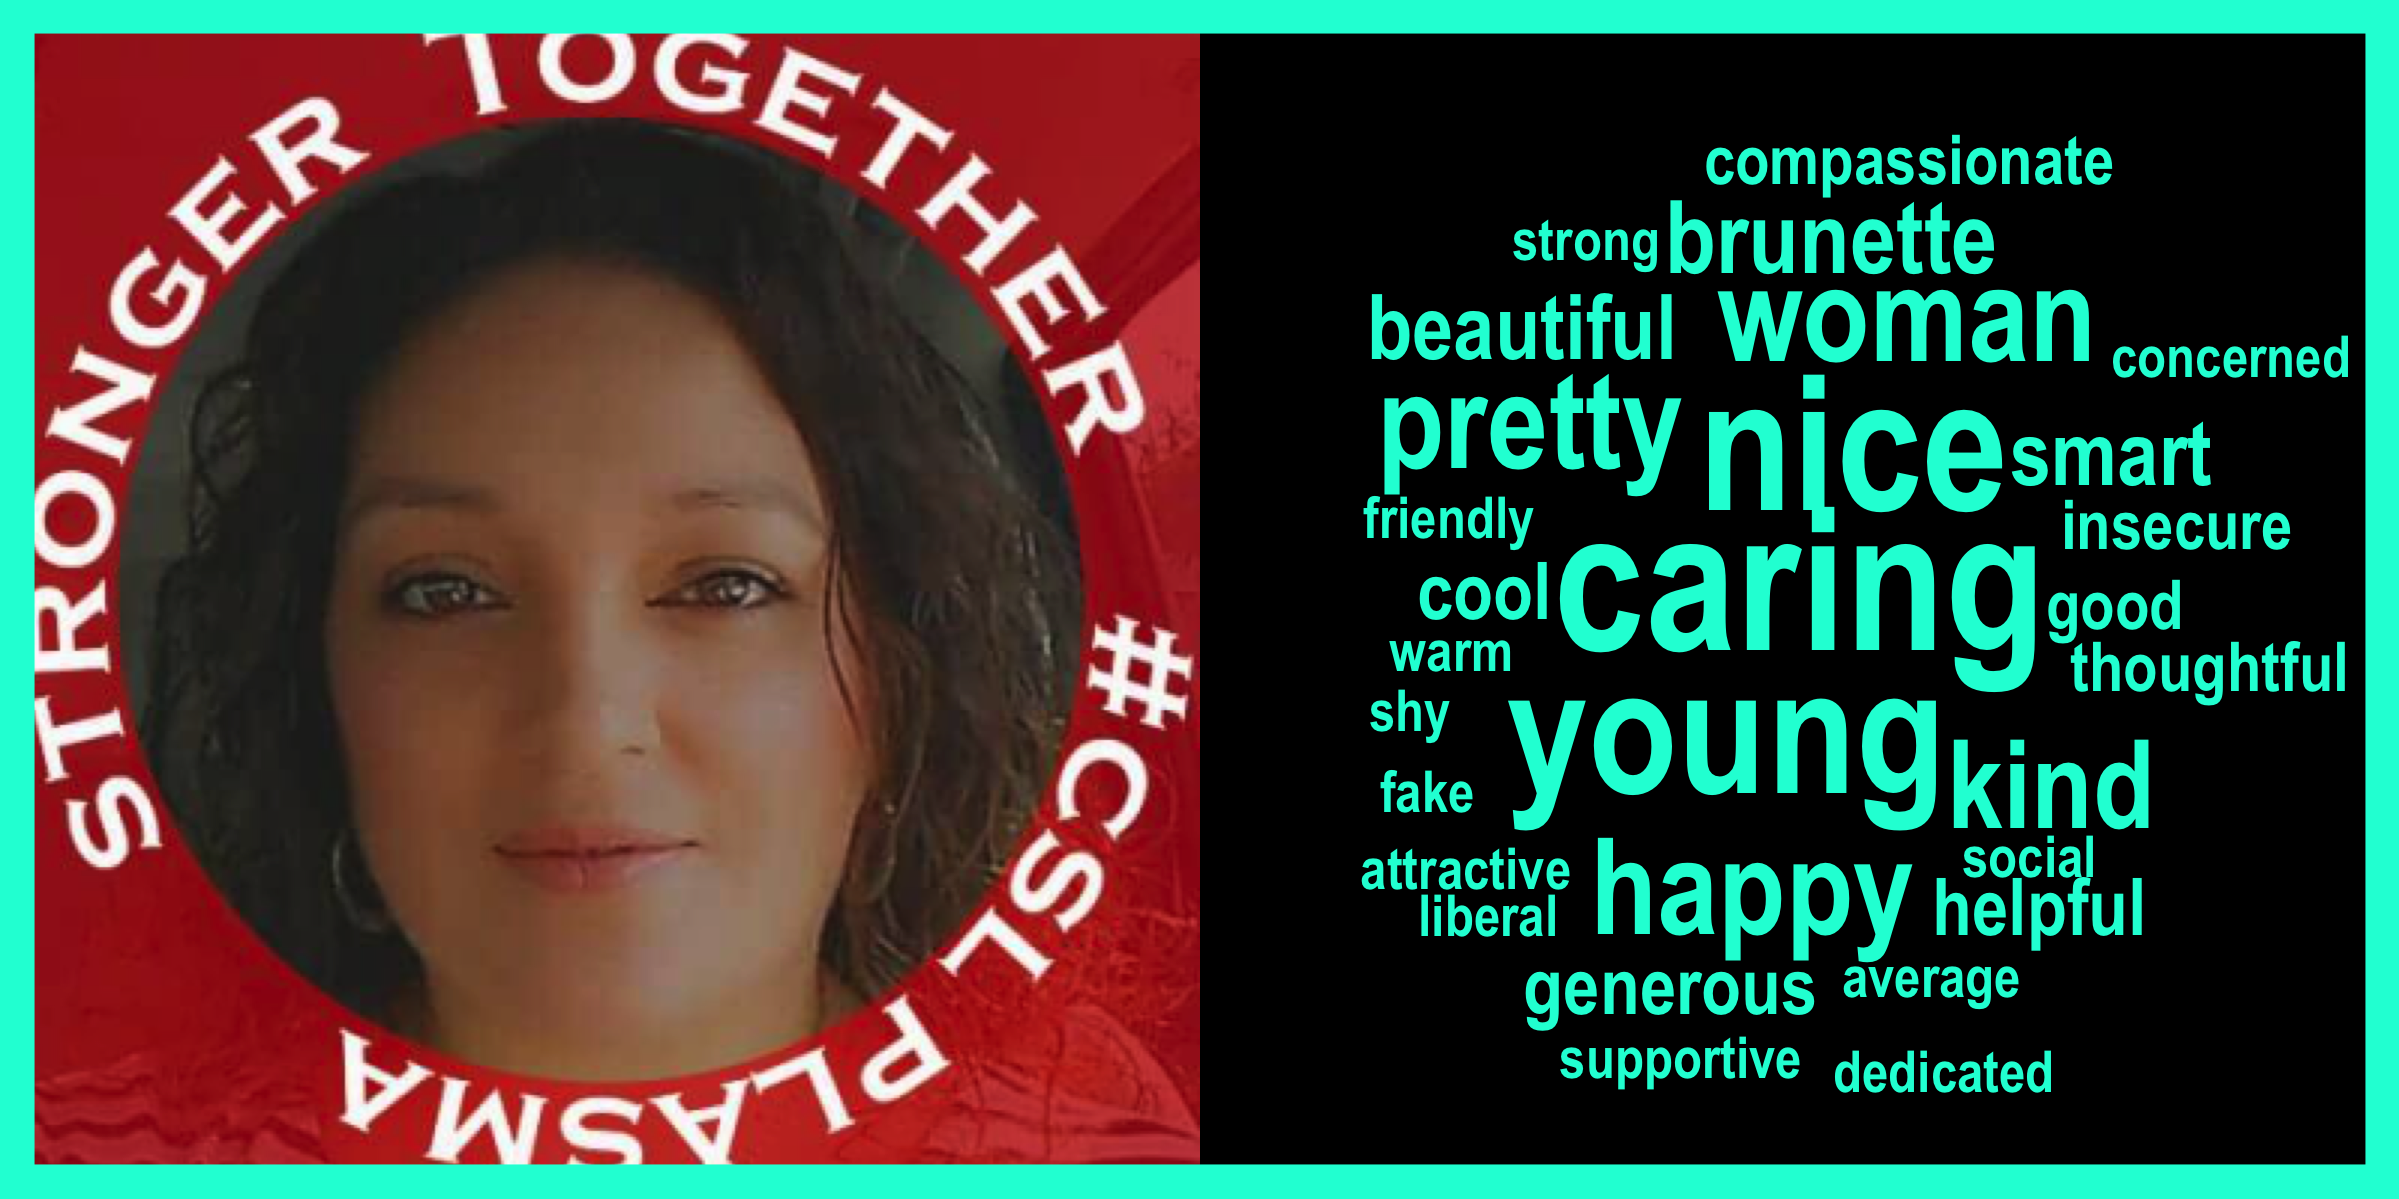 STRONGER TOGETHER
#CSL PLASMA
compassionate
strong brunette
beautiful woman
concerned
pretty nice smart
friendly insecure
cool caring good
warm thoughtful
shy young
fake kind
attractive happy social
liberal helpful
generous average
supportive dedicated